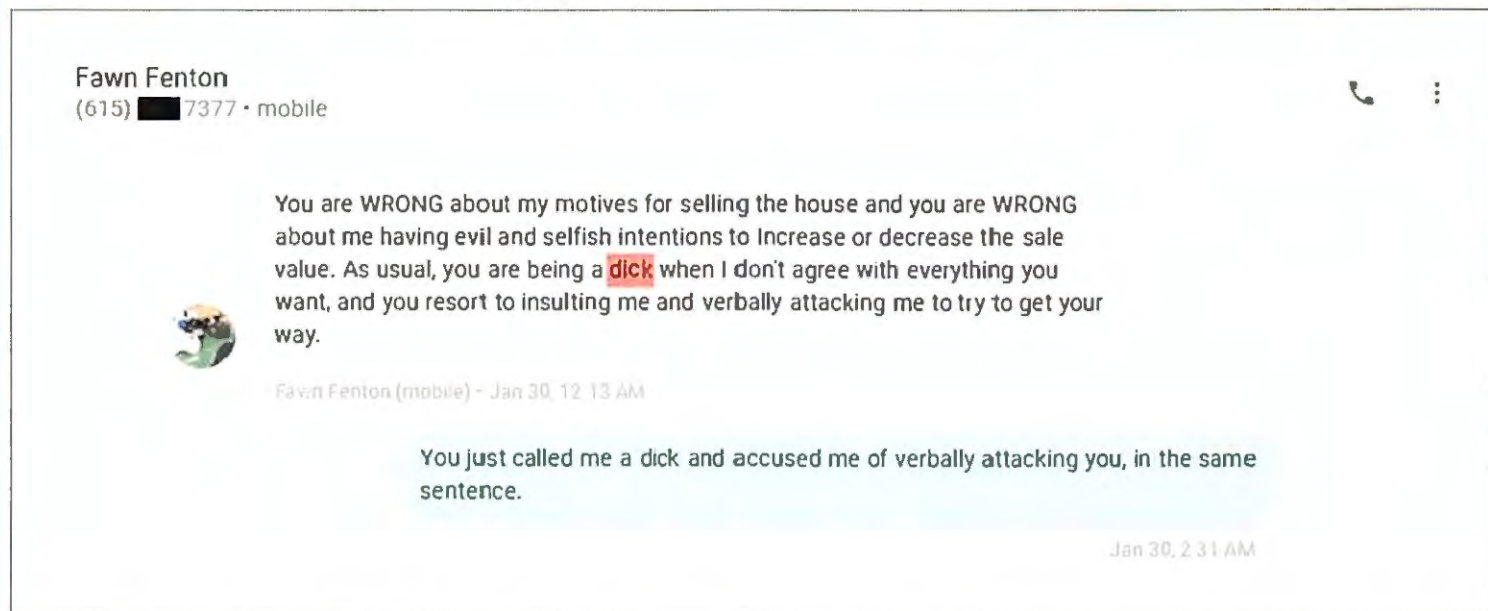 Fawn Fenton
(615) 7377 • mobile
You are WRONG about my motives for selling the house and you are WRONG
about me having evil and selfish intentions to Increase or decrease the sale
value. As usual, you are being a dick when I don't agree with everything you
want, and you resort to insulting me and verbally attacking me to try to get your
way.
Fawn Fenton (mobile) - Jan 30, 12 13 AM
You just called me a dick and accused me of verbally attacking you, in the same
sentence.
Jan 30, 2 31 AM